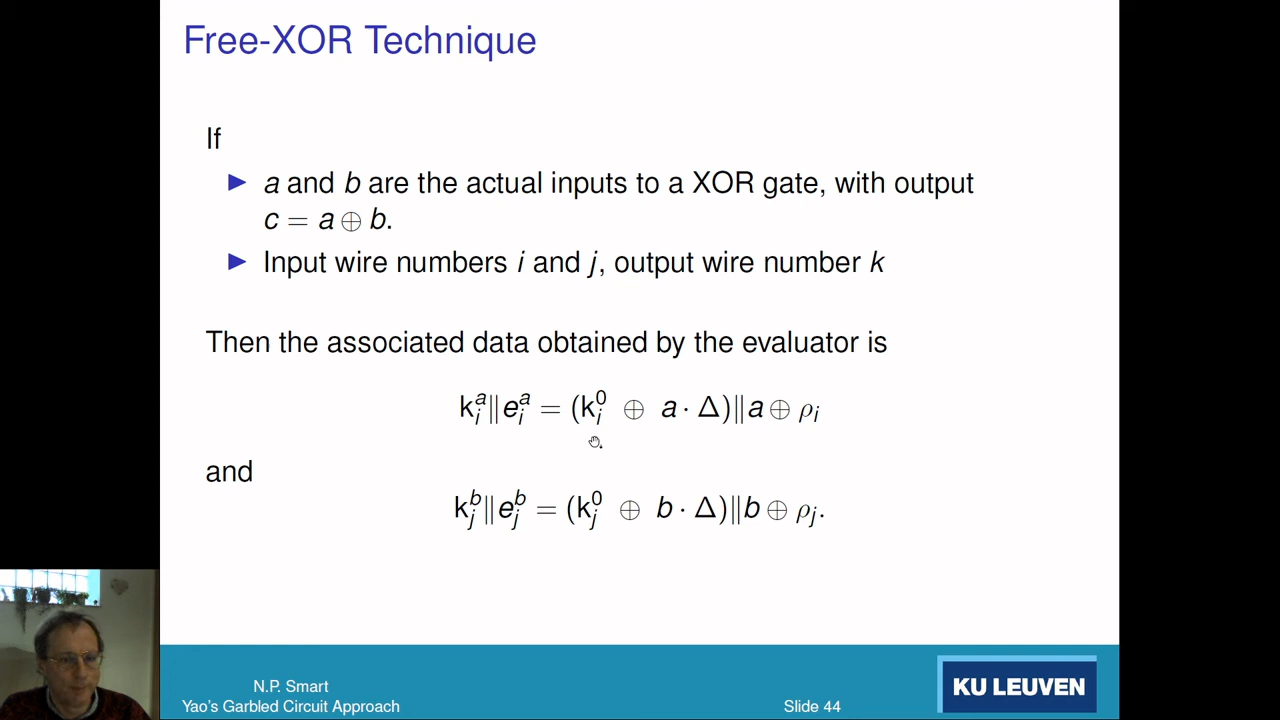 Free-XOR Technique
If
▶ a and b are the actual inputs to a XOR gate, with output
c = a ⊕ b.
▶ Input wire numbers i and j, output wire number k
Then the associated data obtained by the evaluator is
k_i^a‖e_i^a = (k_i^0 ⊕ a · Δ)‖a ⊕ ρ_i
and
k_j^b‖e_j^b = (k_j^0 ⊕ b · Δ)‖b ⊕ ρ_j.
N.P. Smart
Yao's Garbled Circuit Approach
Slide 44
KU LEUVEN